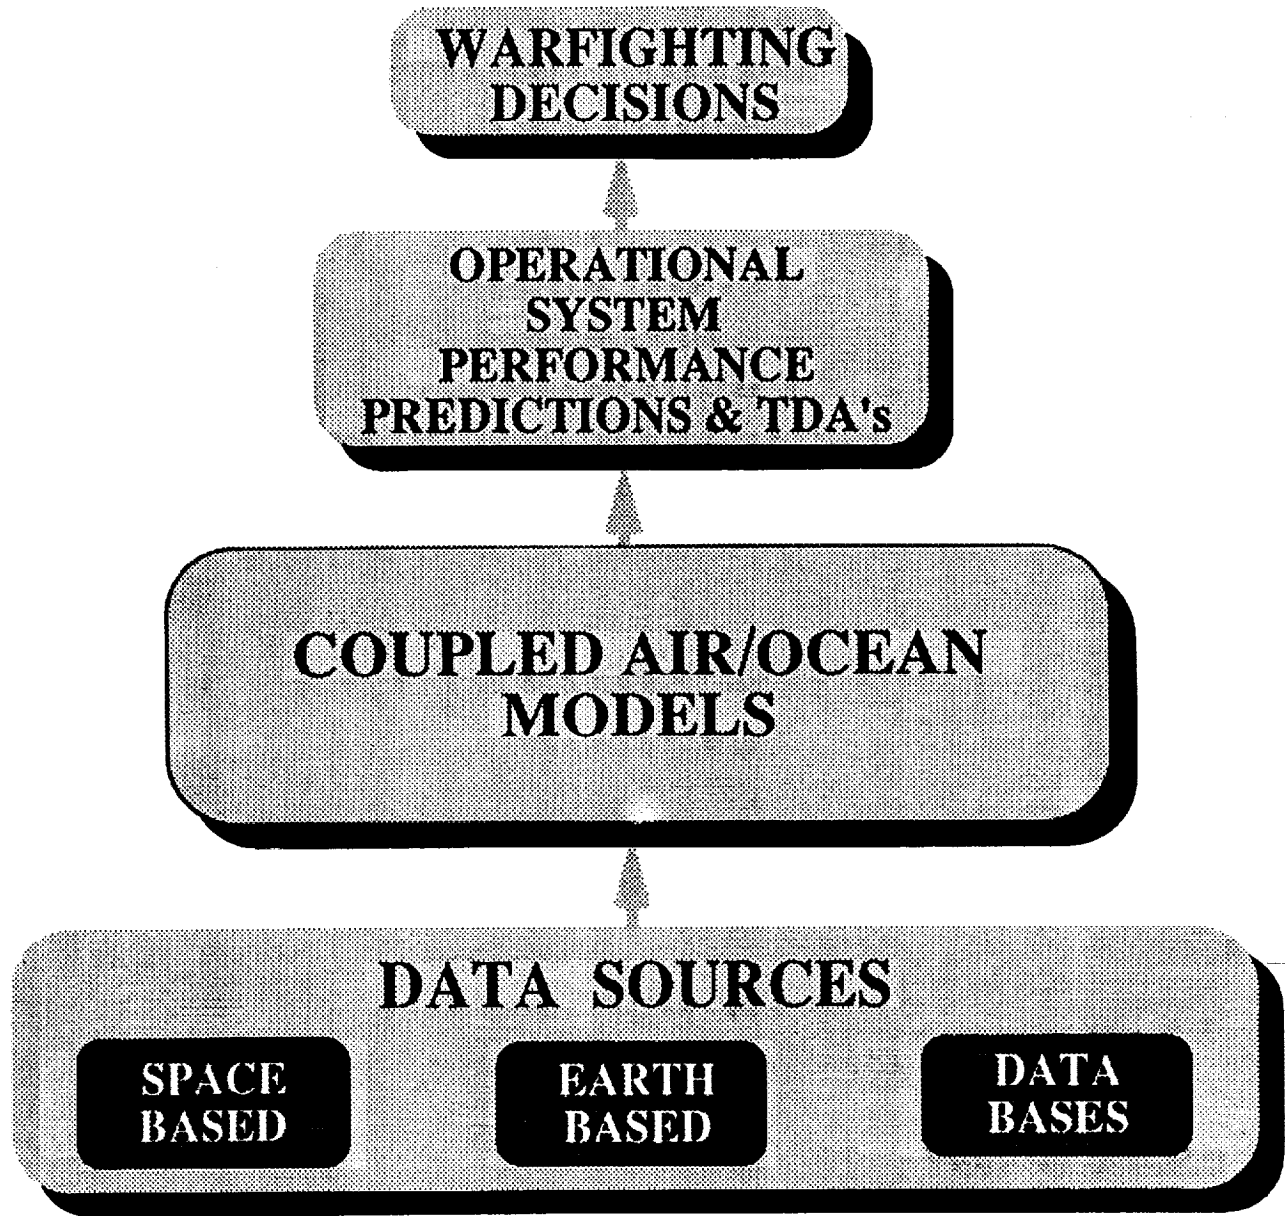 WARFIGHTING
DECISIONS
OPERATIONAL
SYSTEM
PERFORMANCE
PREDICTIONS & TDA's
COUPLED AIR/OCEAN
MODELS
DATA SOURCES
SPACE
BASED
EARTH
BASED
DATA
BASES